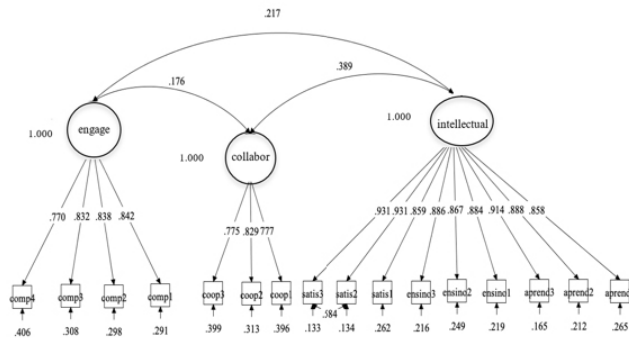 .217
.176
.389
1.000 engage
1.000 collabor
1.000 intellectual
.770 .832 .838 .842
.775 .829 .777
.931 .931 .859 .886 .867 .884 .914 .888 .858
comp4 comp3 comp2 comp1
coop3 coop2 coop1
satis3 satis2 satis1 ensino3 ensino2 ensino1 aprend3 aprend2 aprend
.584
.406 .308 .298 .291
.399 .313 .396
.133 .134 .262 .216 .249 .219 .165 .212 .265